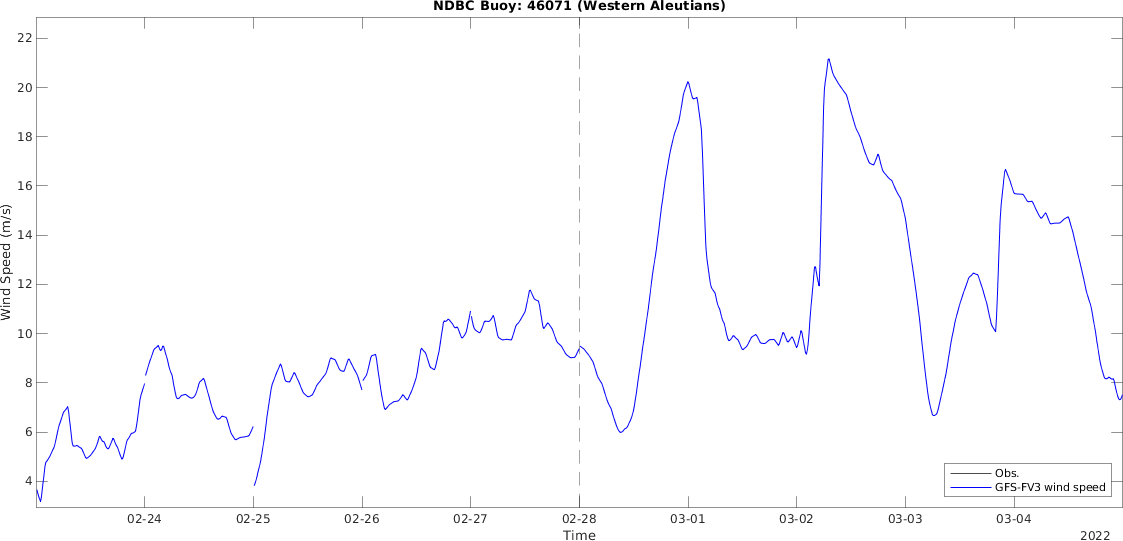 NDBC Buoy: 46071 (Western Aleutians)
22
20
18
16
14
12
10
8
6
4
Wind Speed (m/s)
02-24 02-25 02-26 02-27 02-28 03-01 03-02 03-03 03-04
Time
2022
Obs.
GFS-FV3 wind speed